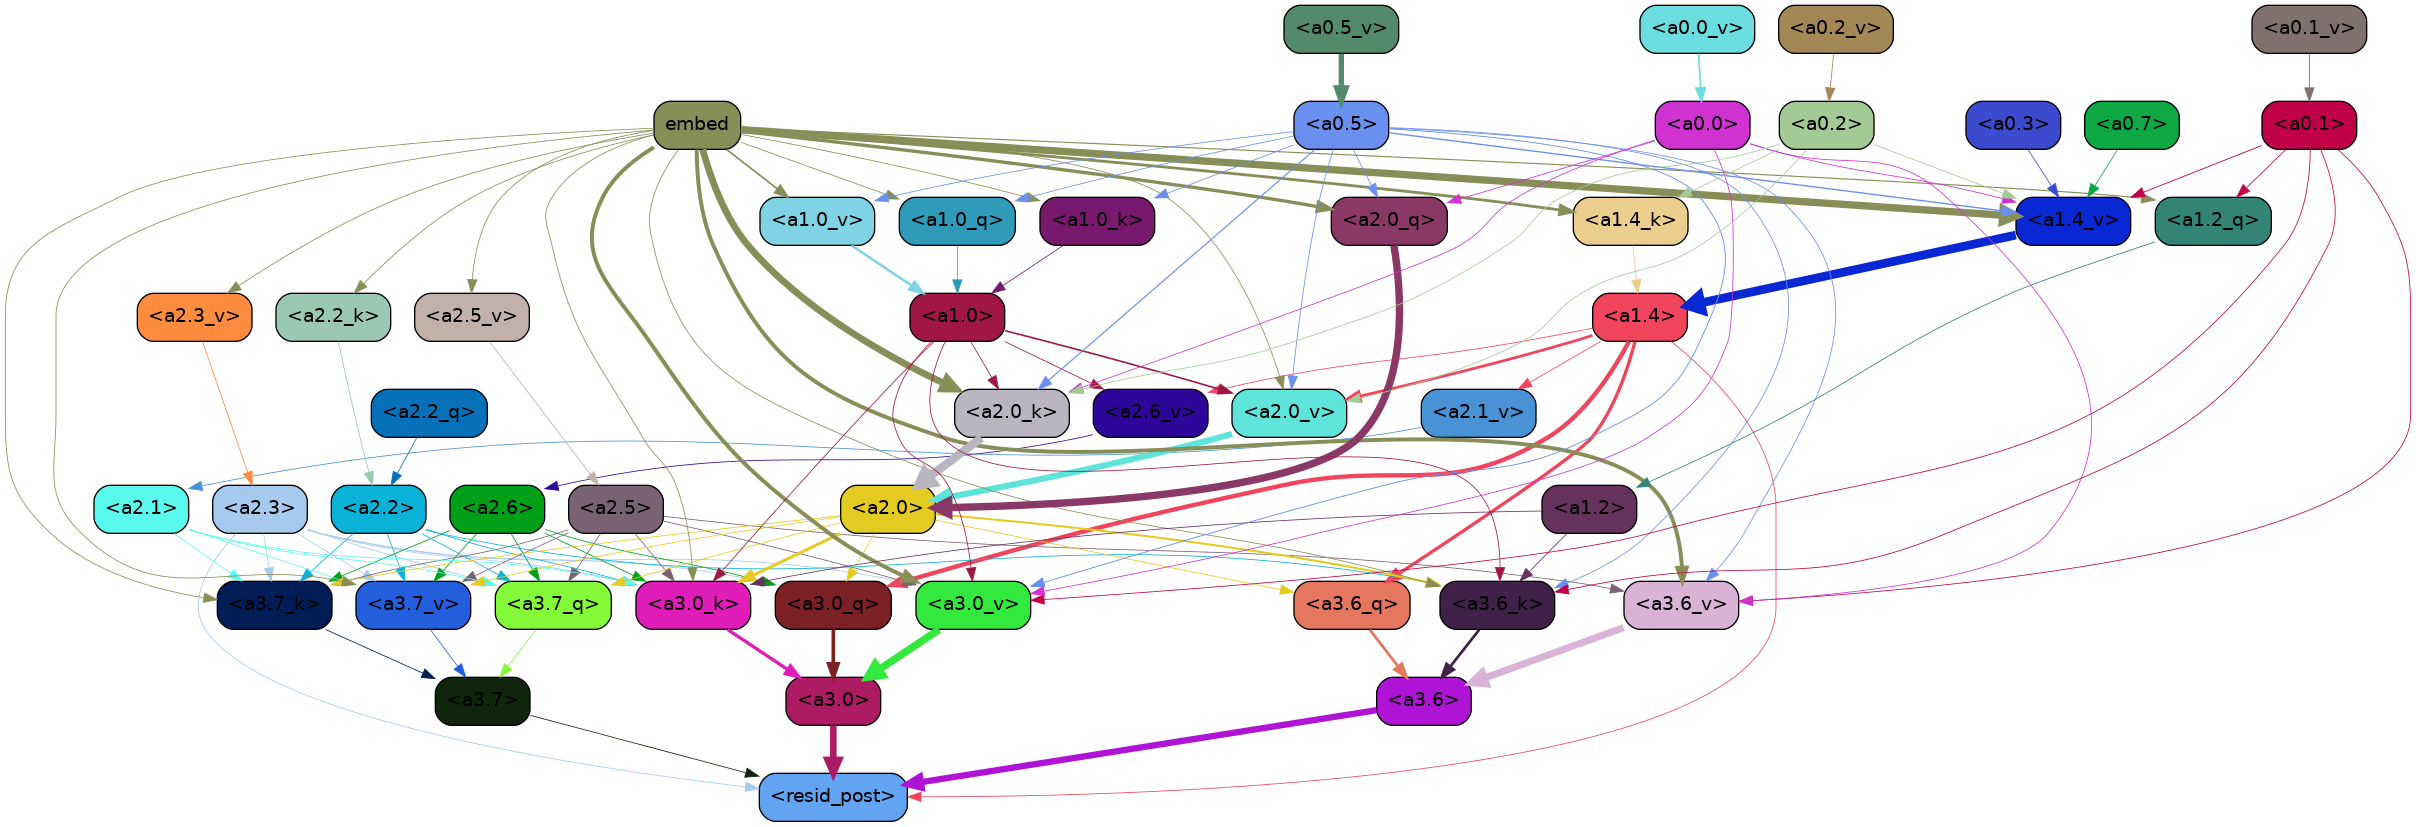 <a0.5_v>
<a0.0_v>
<a0.2_v>
<a0.1_v>
embed
<a0.5>
<a0.0>
<a0.2>
<a0.3>
<a0.7>
<a0.1>
<a1.0_v>
<a1.0_q>
<a1.0_k>
<a2.0_q>
<a1.4_k>
<a1.4_v>
<a1.2_q>
<a2.3_v>
<a2.2_k>
<a2.5_v>
<a1.0>
<a1.4>
<a2.2_q>
<a2.0_k>
<a2.6_v>
<a2.0_v>
<a2.1_v>
<a2.1>
<a2.3>
<a2.2>
<a2.6>
<a2.5>
<a2.0>
<a1.2>
<a3.7_k>
<a3.7_v>
<a3.7_q>
<a3.0_k>
<a3.0_q>
<a3.0_v>
<a3.6_q>
<a3.6_k>
<a3.6_v>
<a3.7>
<a3.0>
<a3.6>
<resid_post>